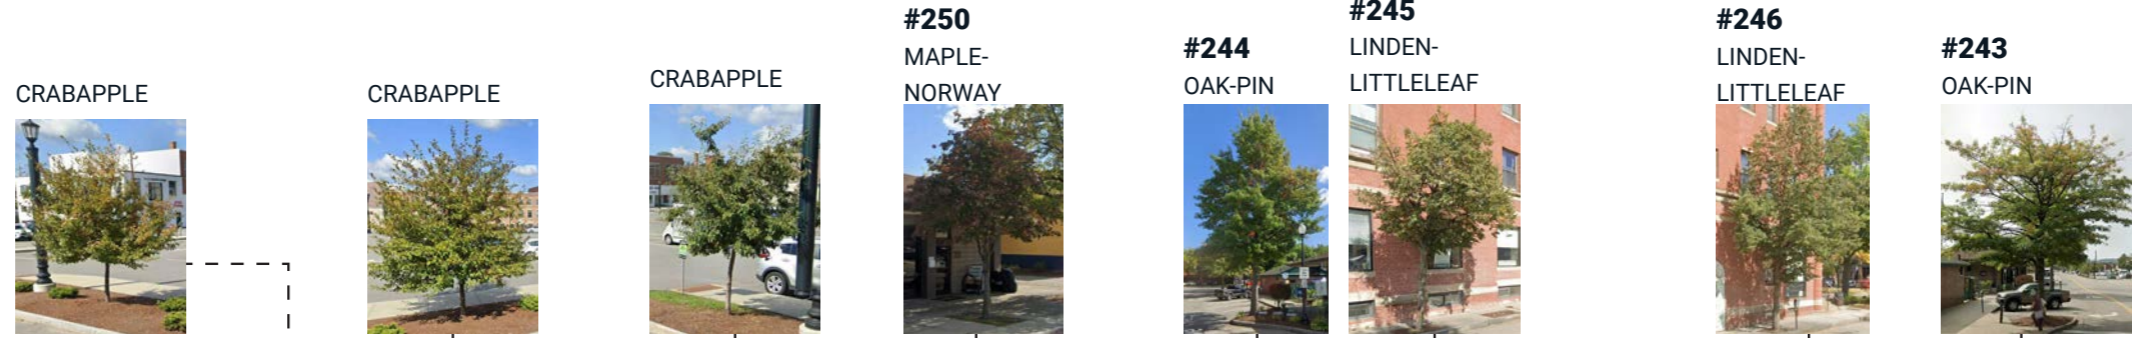 CRABAPPLE
CRABAPPLE
CRABAPPLE
#250
MAPLE-
NORWAY
#244
OAK-PIN
#245
LINDEN-
LITTLELEAF
#246
LINDEN-
LITTLELEAF
#243
OAK-PIN